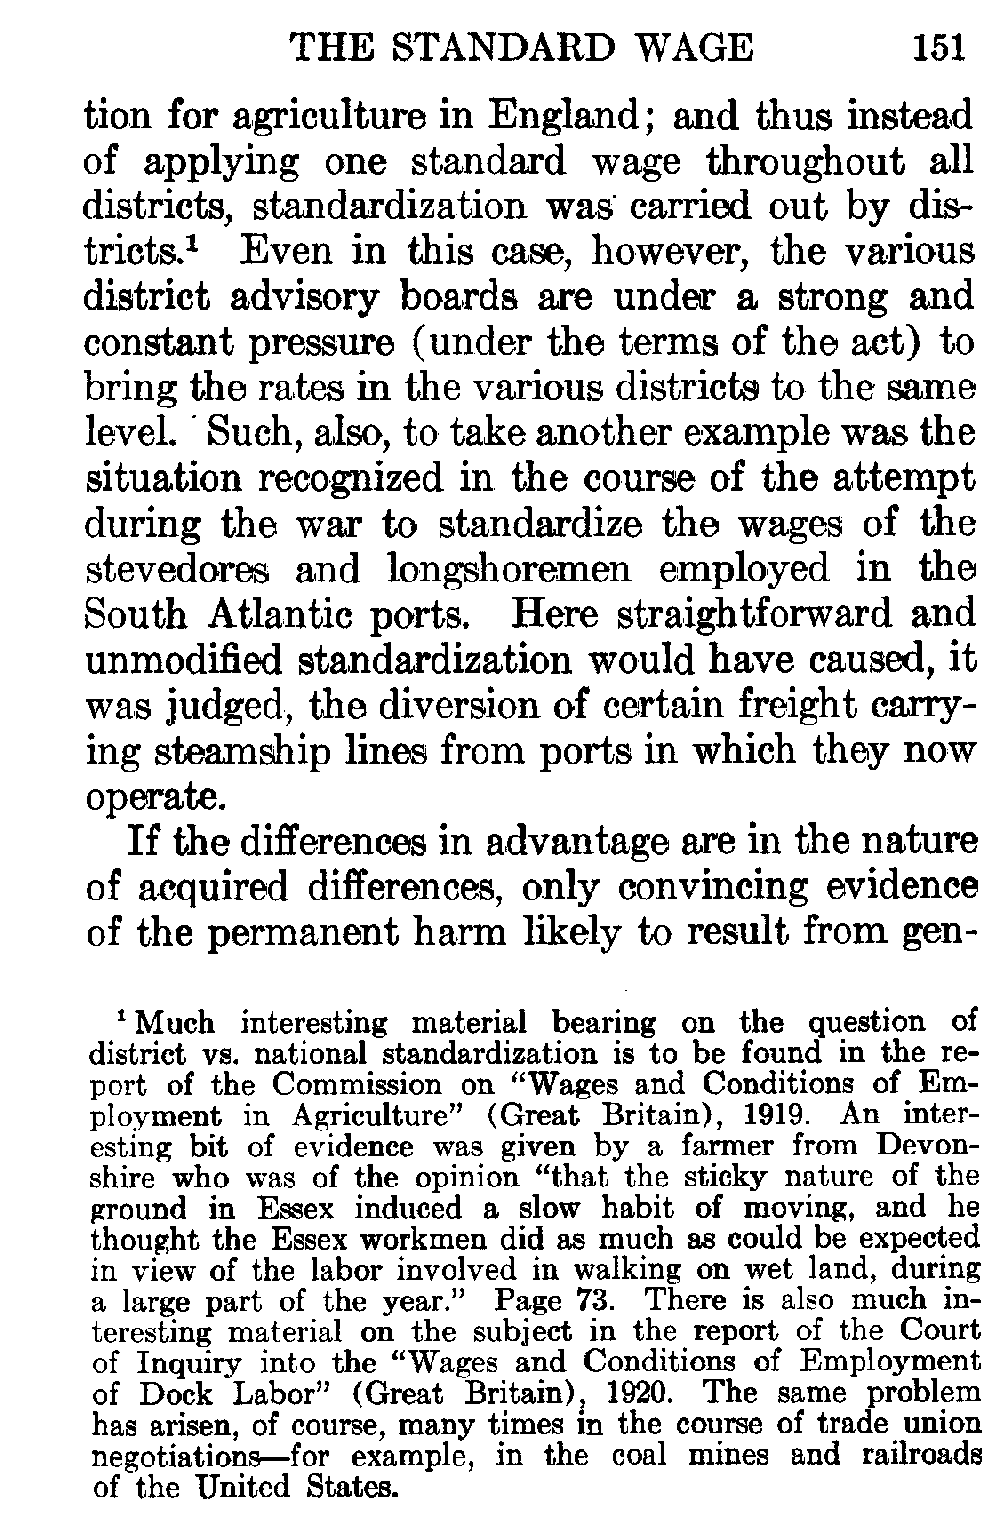 THE STANDARD WAGE 151
tion for agriculture in England; and thus instead
of applying one standard wage throughout all
districts, standardization was carried out by dis-
tricts.¹ Even in this case, however, the various
district advisory boards are under a strong and
constant pressure (under the terms of the act) to
bring the rates in the various districts to the same
level. Such, also, to take another example was the
situation recognized in the course of the attempt
during the war to standardize the wages of the
stevedores and longshoremen employed in the
South Atlantic ports. Here straightforward and
unmodified standardization would have caused, it
was judged, the diversion of certain freight carry-
ing steamship lines from ports in which they now
operate.
If the differences in advantage are in the nature
of acquired differences, only convincing evidence
of the permanent harm likely to result from gen-
¹ Much interesting material bearing on the question of
district vs. national standardization is to be found in the re-
port of the Commission on "Wages and Conditions of Em-
ployment in Agriculture" (Great Britain), 1919. An inter-
esting bit of evidence was given by a farmer from Devon-
shire who was of the opinion "that the sticky nature of the
ground in Essex induced a slow habit of moving, and he
thought the Essex workmen did as much as could be expected
in view of the labor involved in walking on wet land, during
a large part of the year." Page 73. There is also much in-
teresting material on the subject in the report of the Court
of Inquiry into the "Wages and Conditions of Employment
of Dock Labor" (Great Britain), 1920. The same problem
has arisen, of course, many times in the course of trade union
negotiations—for example, in the coal mines and railroads
of the United States.